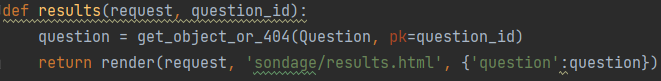 def results(request, question_id):
    question = get_object_or_404(Question, pk=question_id)
    return render(request, 'sondage/results.html', {'question':question})